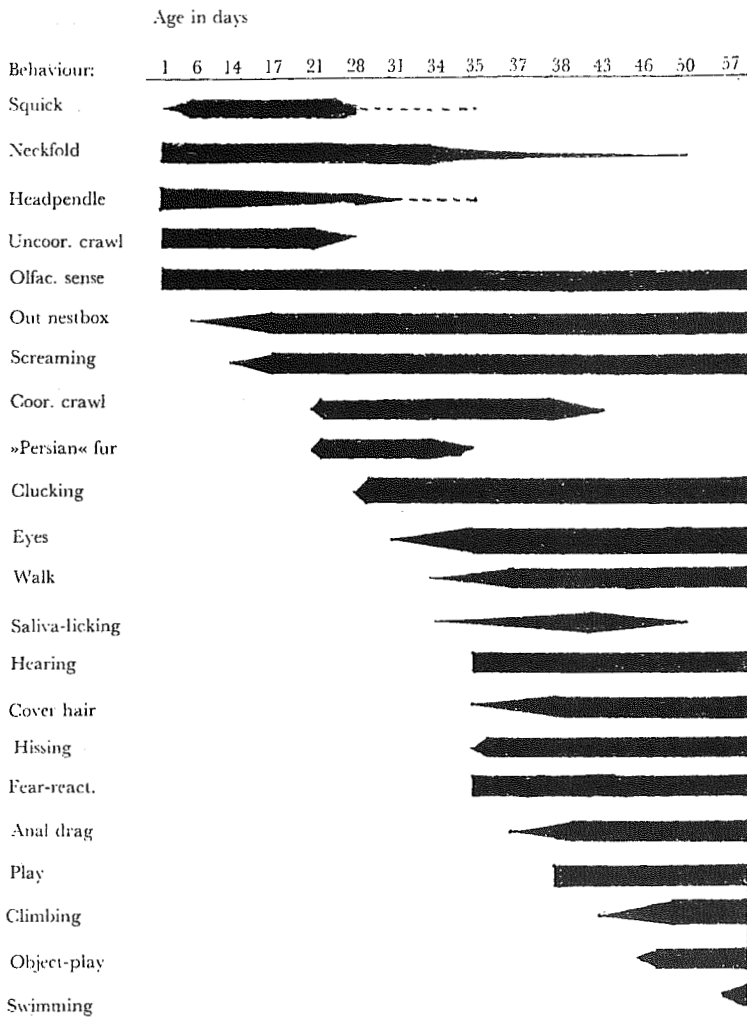 Age in days
Behaviour: 1 6 14 17 21 28 31 34 35 37 38 43 46 50 57
Squick
Neckfold
Headpendle
Uncoor. crawl
Olfac. sense
Out nestbox
Screaming
Coor. crawl
»Persian« fur
Clucking
Eyes
Walk
Saliva-licking
Hearing
Cover hair
Hissing
Fear-react.
Anal drag
Play
Climbing
Object-play
Swimming